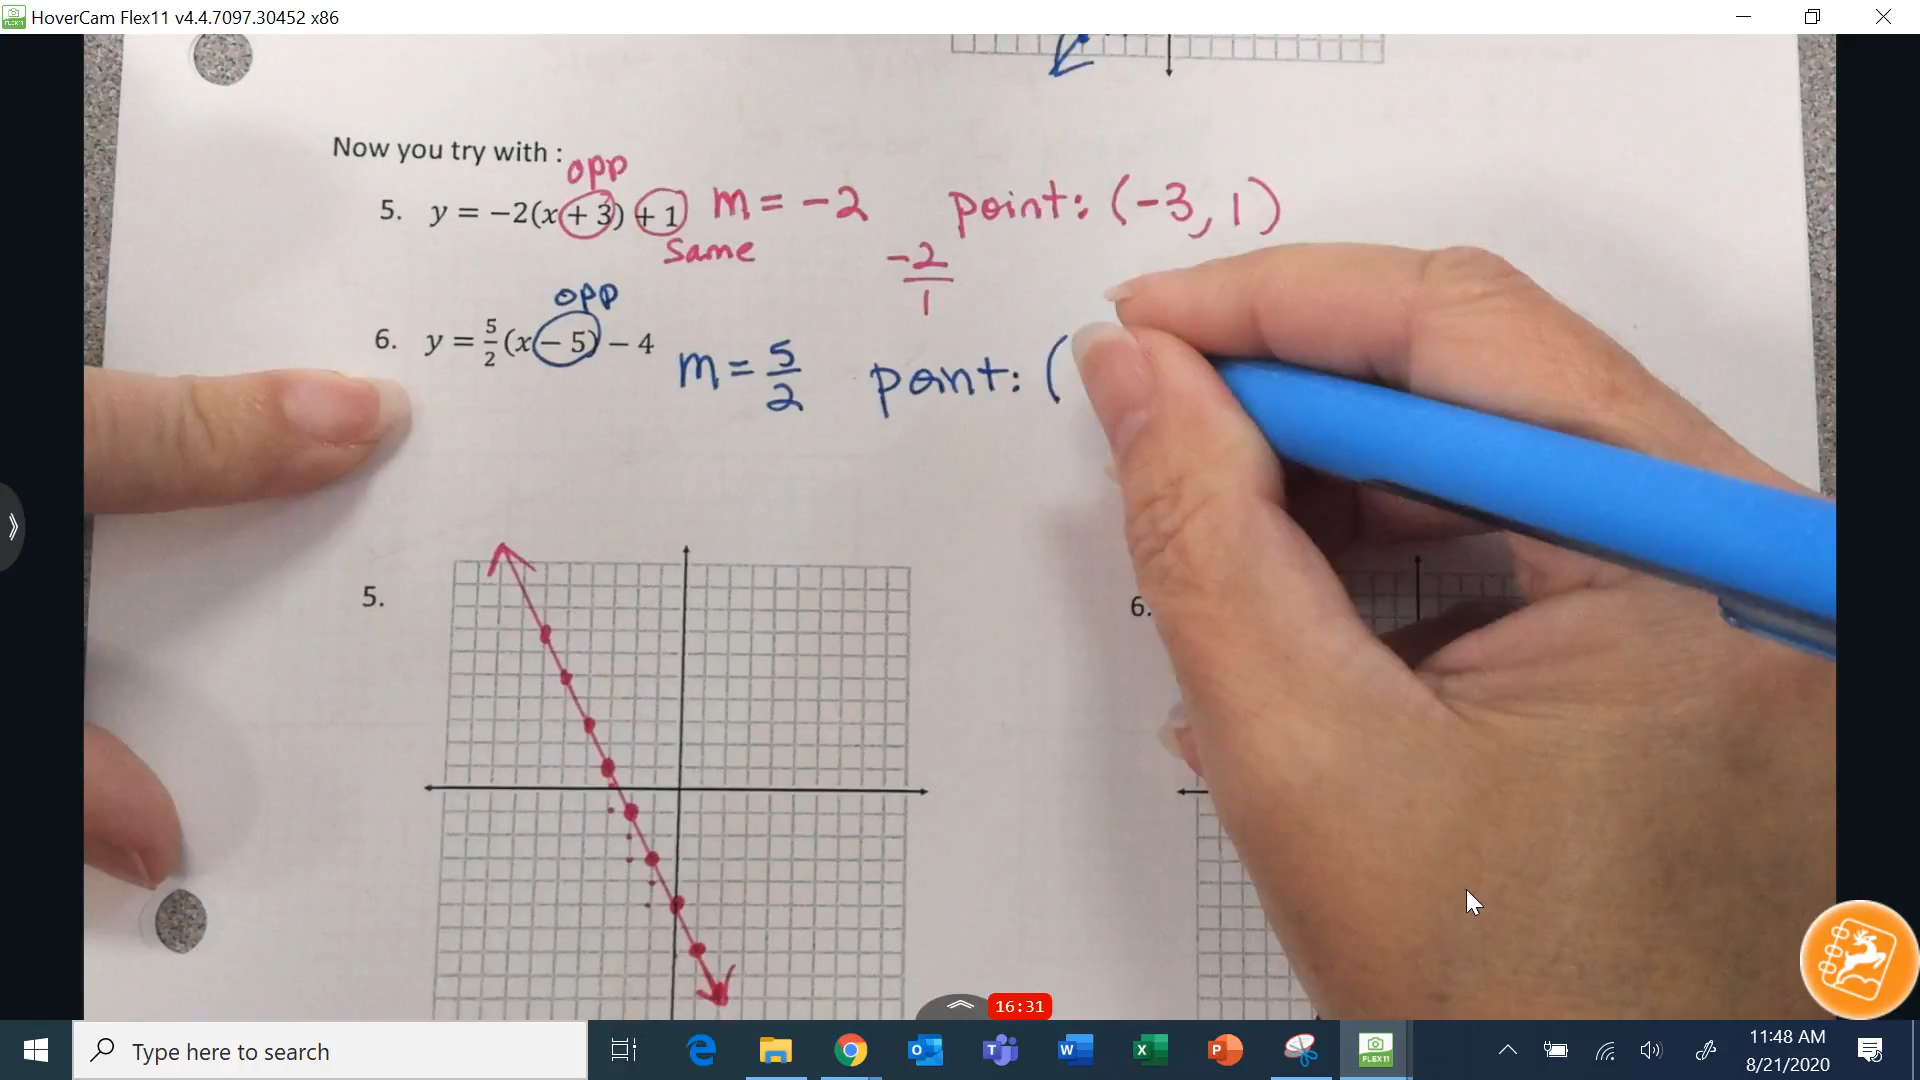 HoverCam Flex11 v4.4.7097.30452 x86
Now you try with :
opp
5. y = −2(x + 3) + 1 m = -2 point: (-3, 1)
same
-2
1
opp
6. y = 5/2 (x − 5) − 4 m = 5/2 point: (
5.
6.
16:31
Type here to search
11:48 AM
8/21/2020
FLEX11